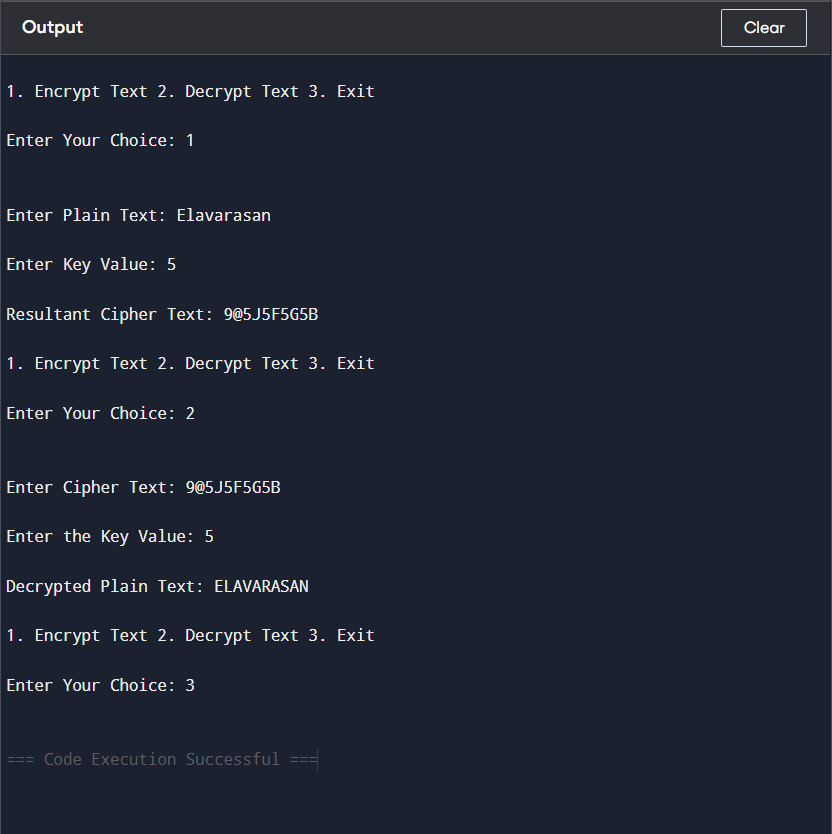 Output
Clear
1. Encrypt Text 2. Decrypt Text 3. Exit
Enter Your Choice: 1
Enter Plain Text: Elavarasan
Enter Key Value: 5
Resultant Cipher Text: 9@5J5F5G5B
1. Encrypt Text 2. Decrypt Text 3. Exit
Enter Your Choice: 2
Enter Cipher Text: 9@5J5F5G5B
Enter the Key Value: 5
Decrypted Plain Text: ELAVARASAN
1. Encrypt Text 2. Decrypt Text 3. Exit
Enter Your Choice: 3
=== Code Execution Successful ===